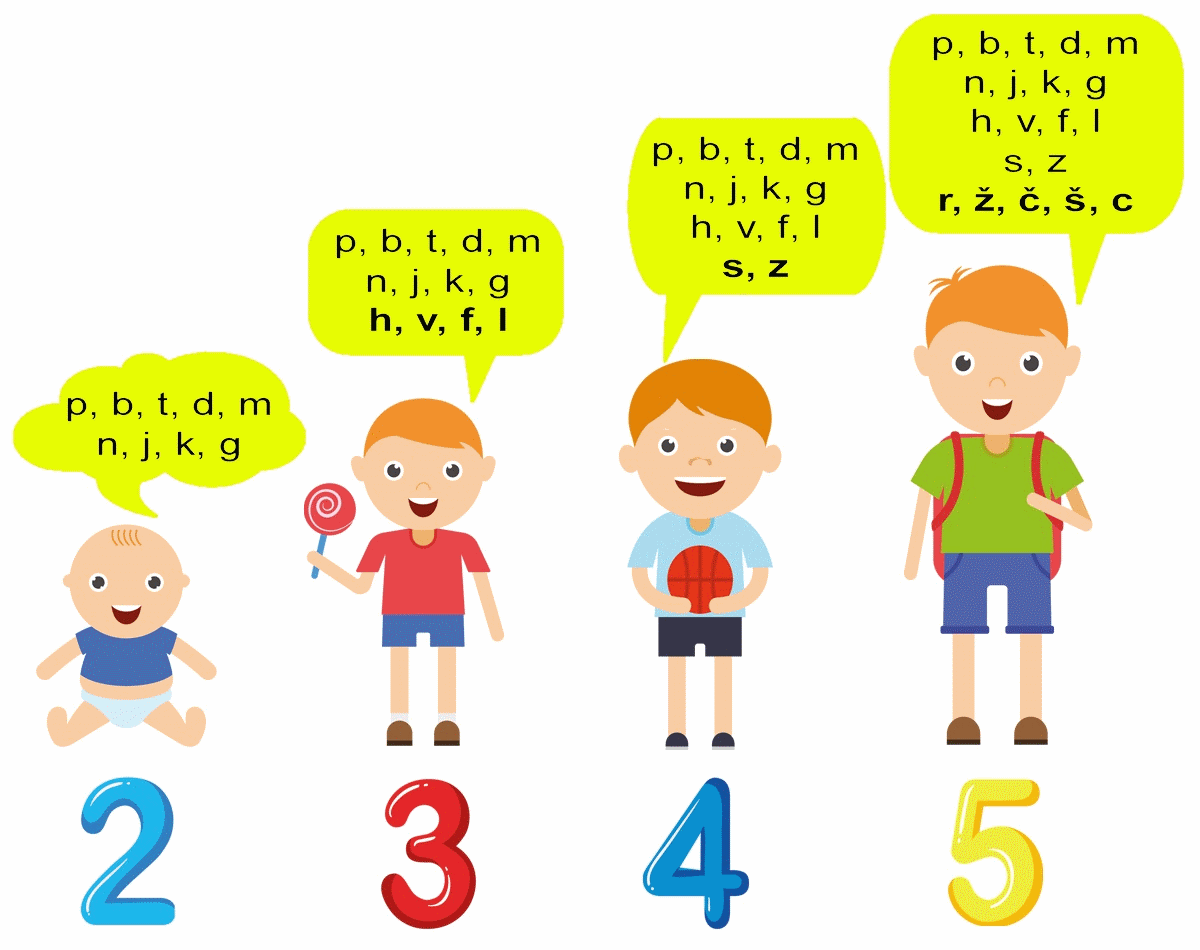 p, b, t, d, m
n, j, k, g
2
p, b, t, d, m
n, j, k, g
h, v, f, l
3
p, b, t, d, m
n, j, k, g
h, v, f, l
s, z
4
p, b, t, d, m
n, j, k, g
h, v, f, l
s, z
r, ž, č, š, c
5